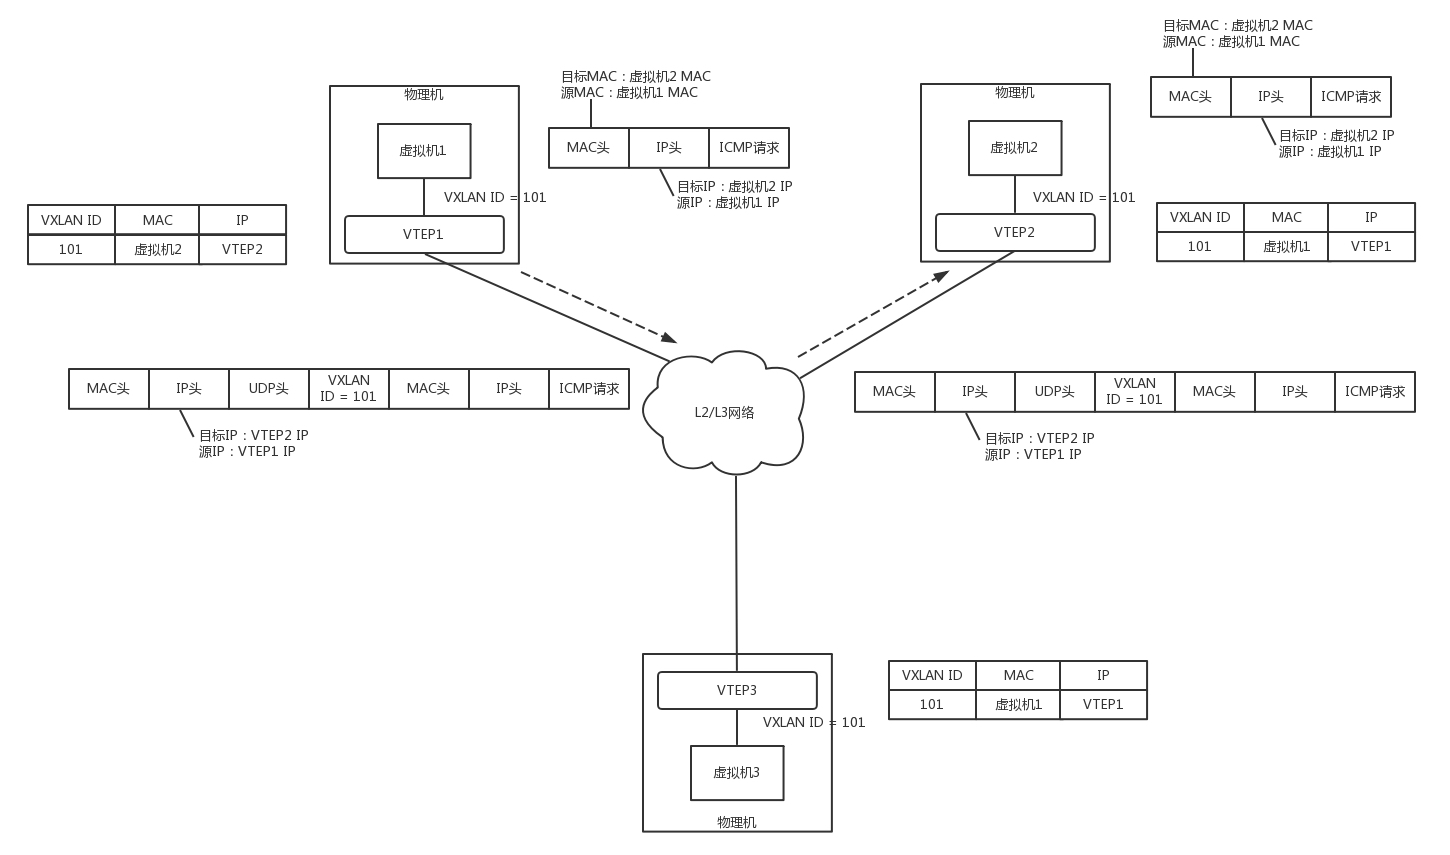 目标MAC：虚拟机2 MAC
源MAC：虚拟机1 MAC
MAC头
IP头
ICMP请求
目标IP：虚拟机2 IP
源IP：虚拟机1 IP
物理机
虚拟机1
VXLAN ID = 101
VTEP1
目标MAC：虚拟机2 MAC
源MAC：虚拟机1 MAC
MAC头
IP头
ICMP请求
目标IP：虚拟机2 IP
源IP：虚拟机1 IP
物理机
虚拟机2
VXLAN ID = 101
VTEP2
VXLAN ID MAC IP
101 虚拟机2 VTEP2
VXLAN ID MAC IP
101 虚拟机1 VTEP1
MAC头
IP头
UDP头
VXLAN
ID = 101
MAC头
IP头
ICMP请求
目标IP：VTEP2 IP
源IP：VTEP1 IP
L2/L3网络
MAC头
IP头
UDP头
VXLAN
ID = 101
MAC头
IP头
ICMP请求
目标IP：VTEP2 IP
源IP：VTEP1 IP
VTEP3
VXLAN ID = 101
虚拟机3
物理机
VXLAN ID MAC IP
101 虚拟机1 VTEP1